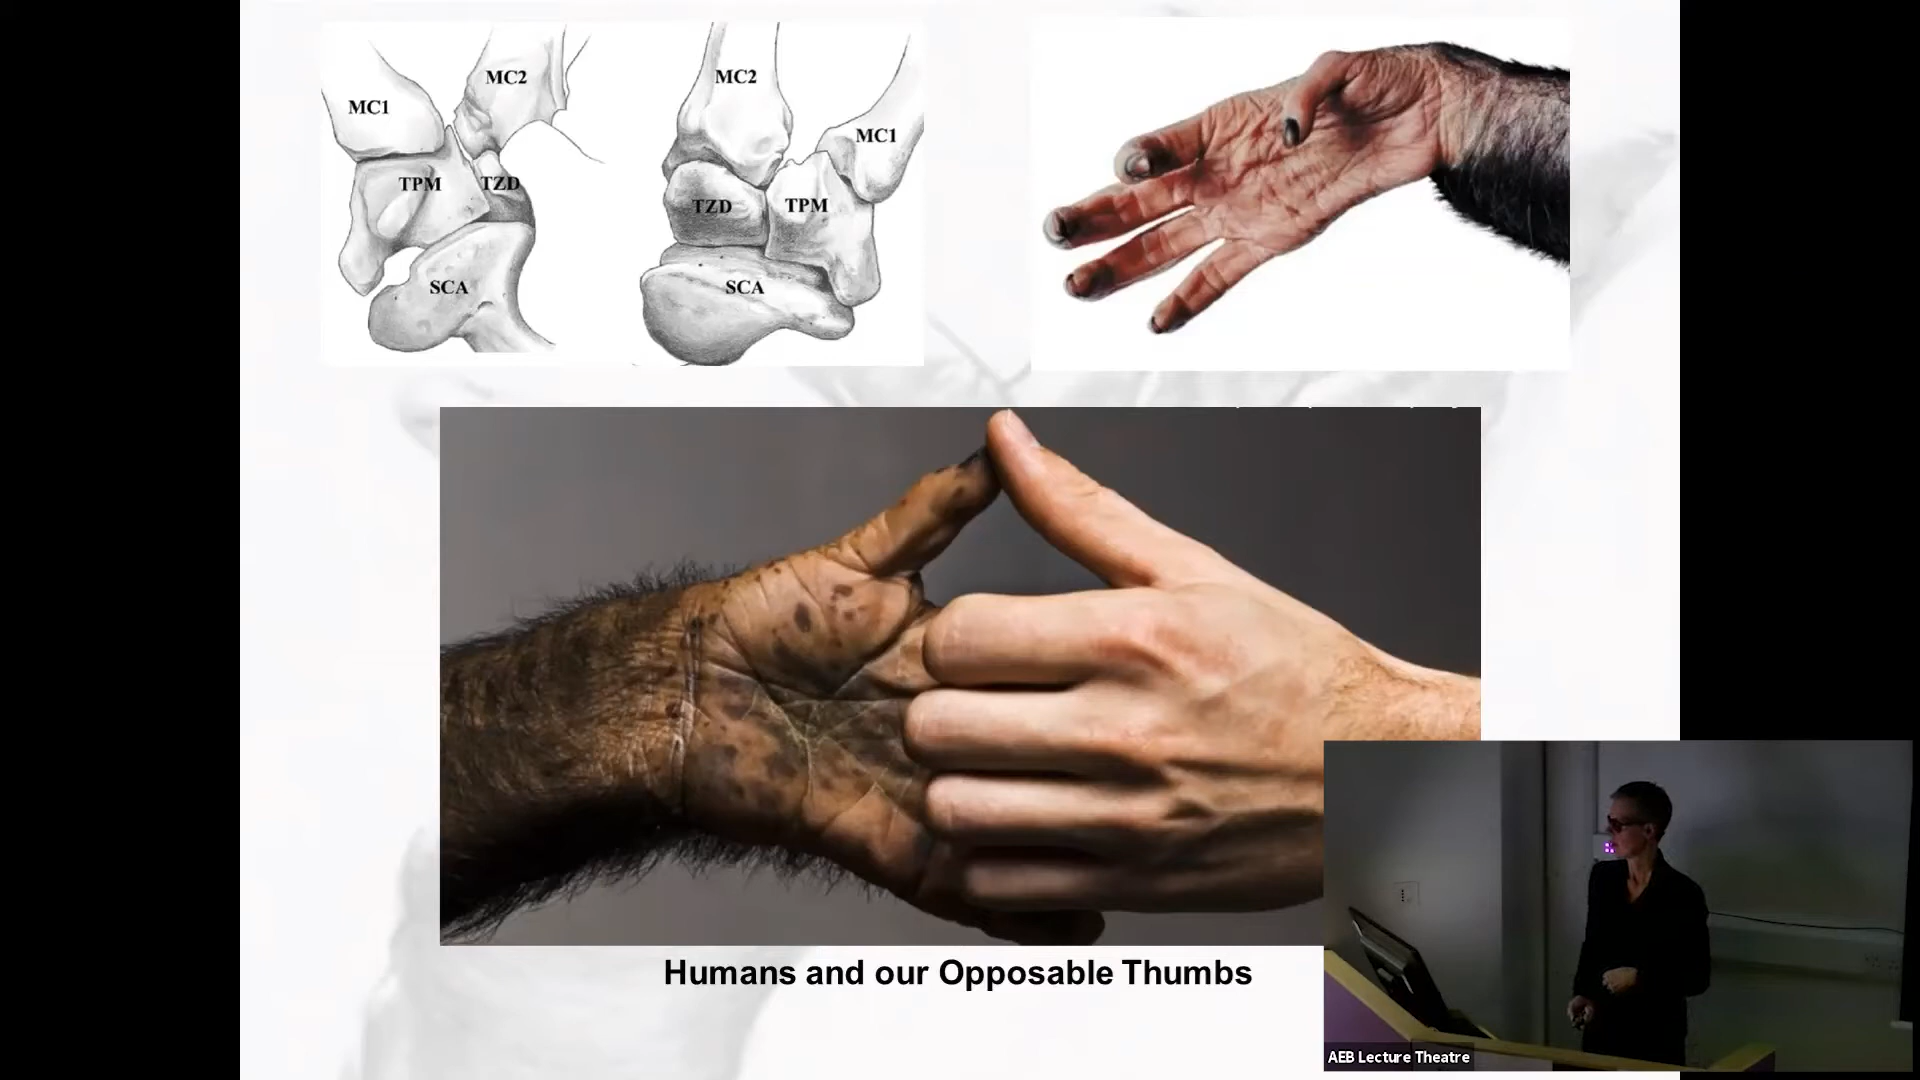 MC1
MC2
TPM
TZD
SCA
MC2
MC1
TZD
TPM
SCA
Humans and our Opposable Thumbs
AEB Lecture Theatre